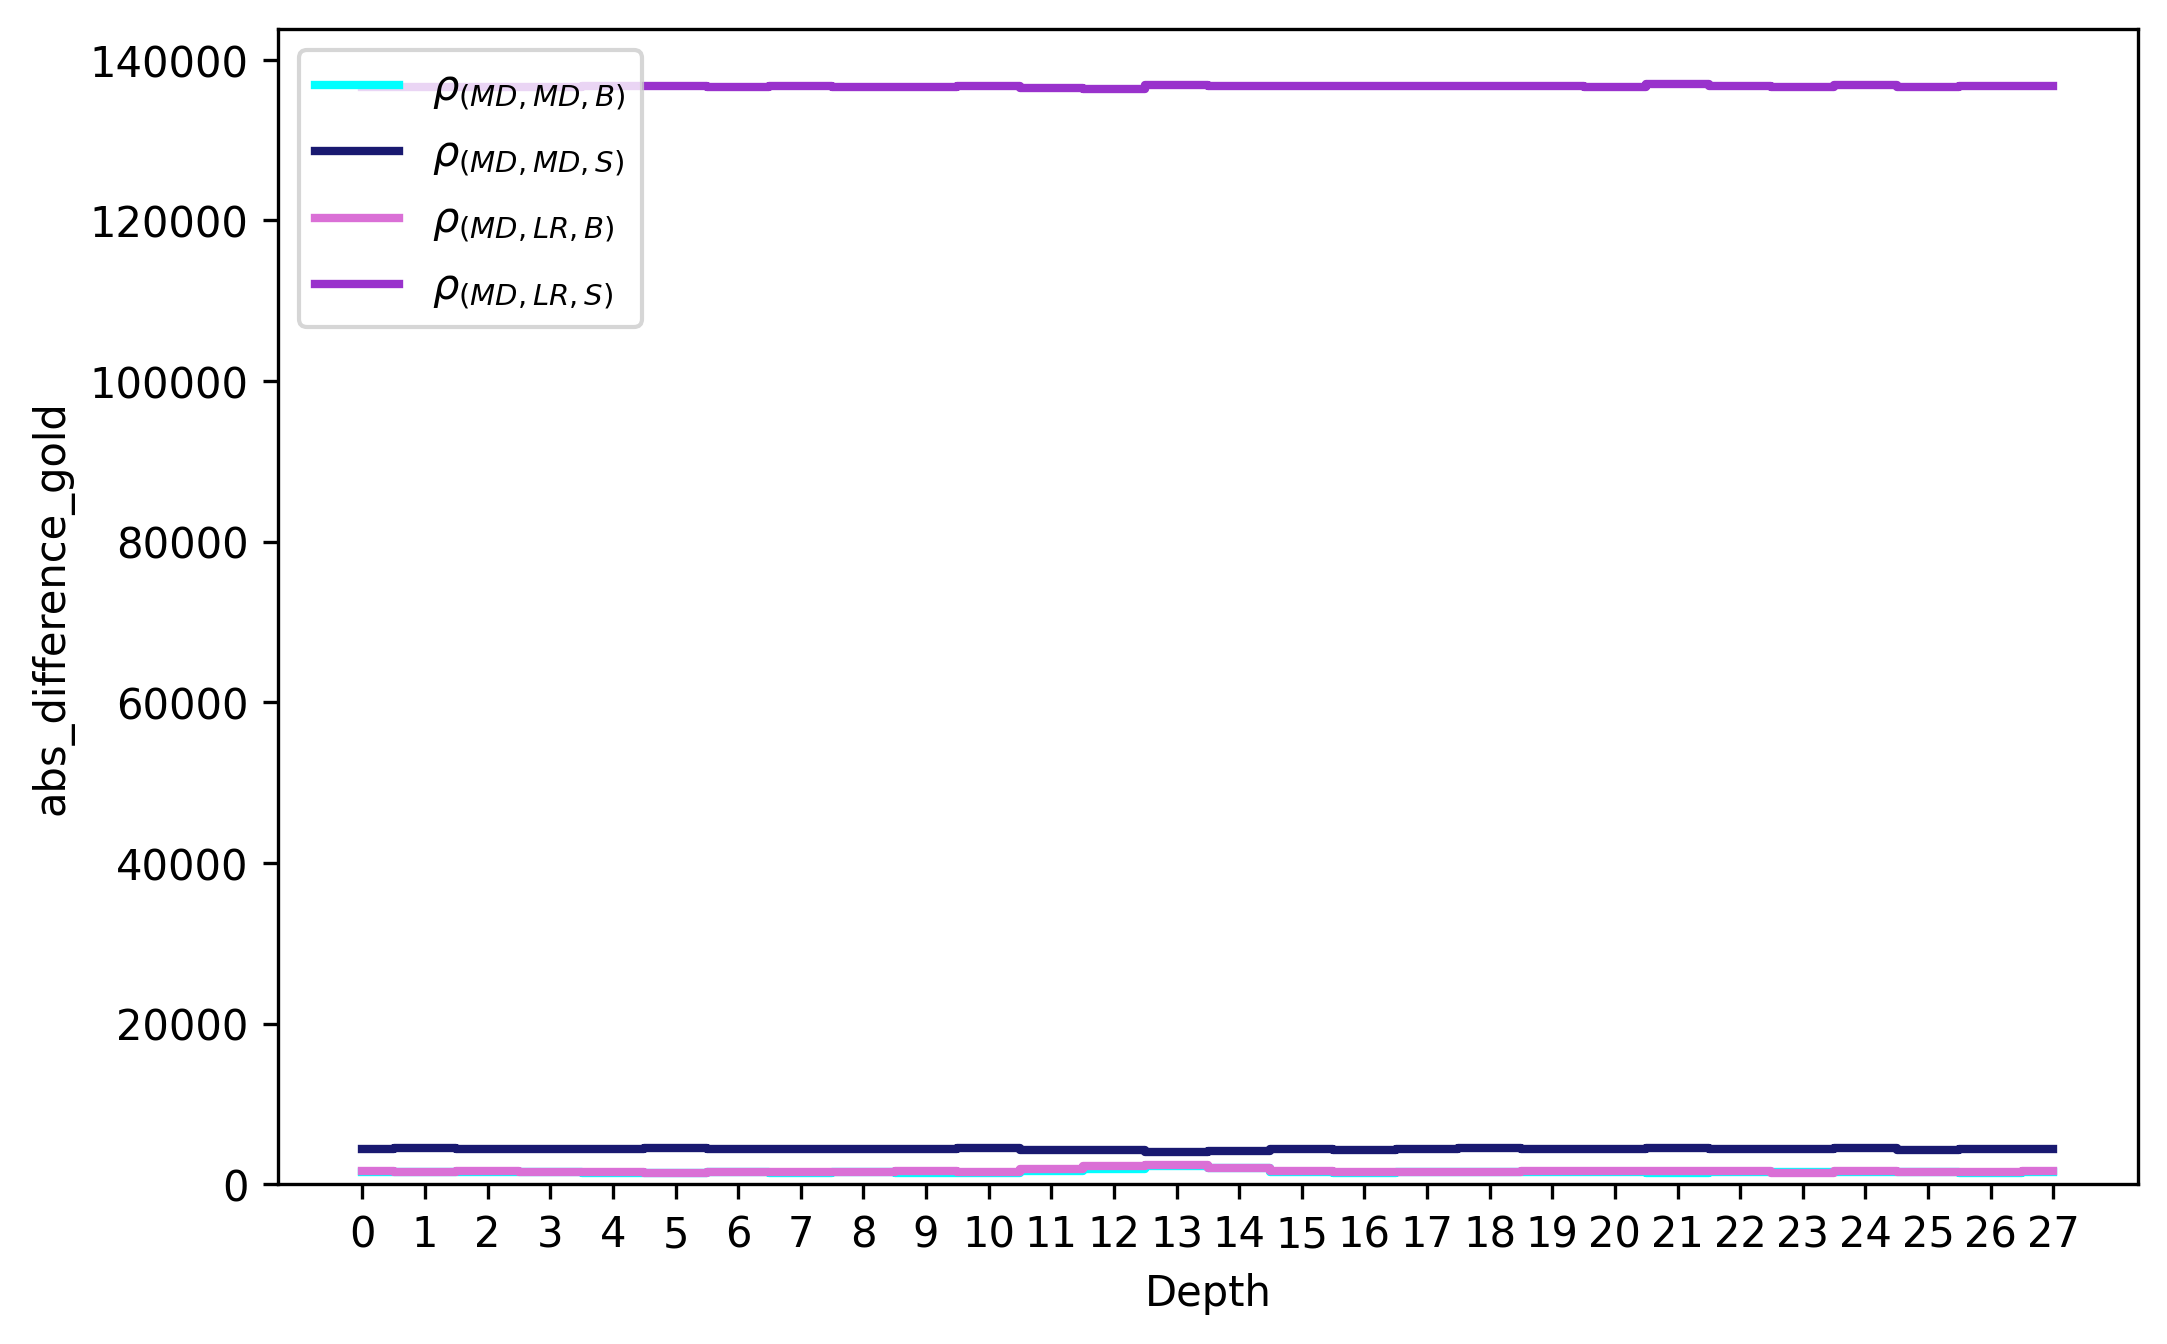 140000
120000
100000
80000
60000
40000
20000
0
abs_difference_gold
ρ(MD, MD, B)
ρ(MD, MD, S)
ρ(MD, LR, B)
ρ(MD, LR, S)
0 1 2 3 4 5 6 7 8 9 10 11 12 13 14 15 16 17 18 19 20 21 22 23 24 25 26 27
Depth